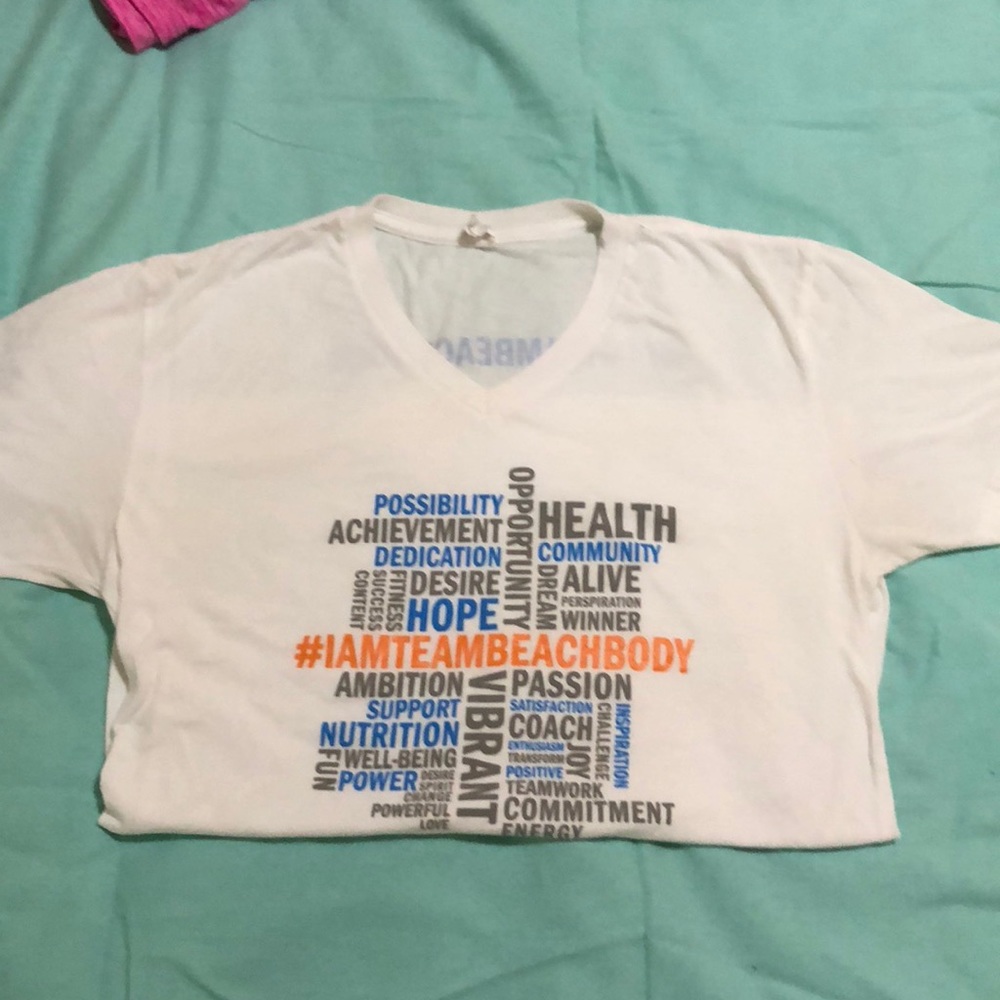 OPPORTUNITY
POSSIBILITY
ACHIEVEMENT
DEDICATION
CONTENT
SUCCESS
FITNESS
DESIRE
HOPE
HEALTH
COMMUNITY
DREAM
ALIVE
PERSPIRATION
WINNER
#IAMTEAMBEACHBODY
AMBITION
SUPPORT
NUTRITION
FUN
WELL-BEING
POWER
DESIRE
SPIRIT
CHANGE
POWERFUL
LOVE
VIBRANT
PASSION
SATISFACTION
COACH
ENTHUSIASM
TRANSFORM
POSITIVE
JOY
CHALLENGE
INSPIRATION
TEAMWORK
COMMITMENT
ENERGY